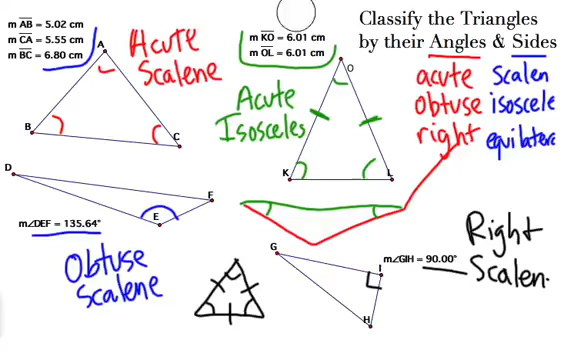 m AB = 5.02 cm
m CA = 5.55 cm
m BC = 6.80 cm
Acute
Scalene
m KO = 6.01 cm
m OL = 6.01 cm
Acute
Isosceles
Classify the Triangles
by their Angles & Sides
acute scalen
obtuse isoscele
right equilatera
A
B
C
O
K
L
D
E
F
m∠DEF = 135.64°
Obtuse
Scalene
G
I
H
m∠GIH = 90.00°
Right
Scalen